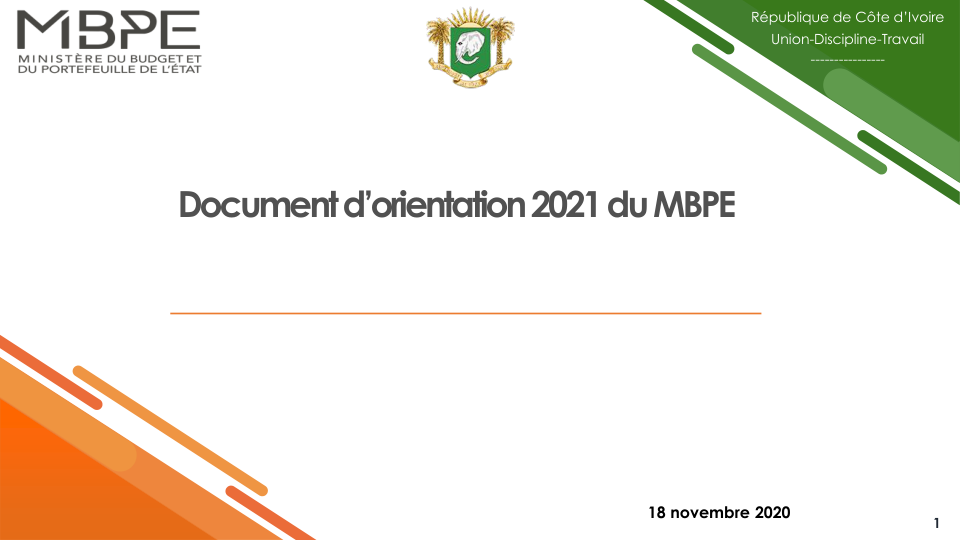 MBPE
MINISTÈRE DU BUDGET ET
DU PORTEFEUILLE DE L'ÉTAT
République de Côte d'Ivoire
Union-Discipline-Travail
----------------
Document d'orientation 2021 du MBPE
18 novembre 2020
1